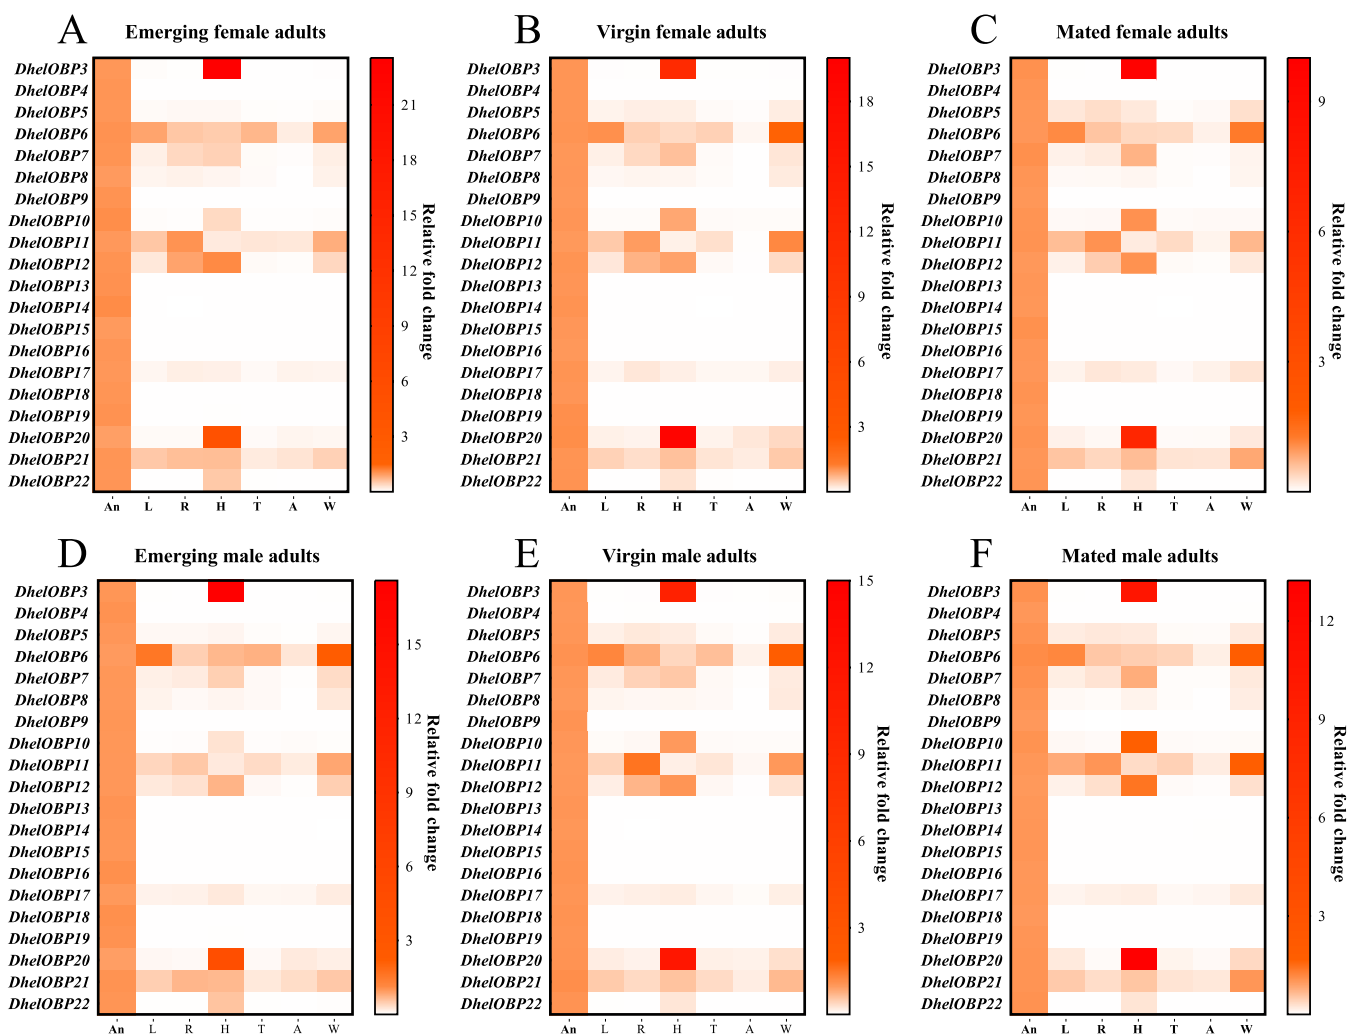 A Emerging female adults
DhelOBP3
DhelOBP4
DhelOBP5
DhelOBP6
DhelOBP7
DhelOBP8
DhelOBP9
DhelOBP10
DhelOBP11
DhelOBP12
DhelOBP13
DhelOBP14
DhelOBP15
DhelOBP16
DhelOBP17
DhelOBP18
DhelOBP19
DhelOBP20
DhelOBP21
DhelOBP22
An L R H T A W
21
18
15
12
9
6
3
Relative fold change
B Virgin female adults
DhelOBP3
DhelOBP4
DhelOBP5
DhelOBP6
DhelOBP7
DhelOBP8
DhelOBP9
DhelOBP10
DhelOBP11
DhelOBP12
DhelOBP13
DhelOBP14
DhelOBP15
DhelOBP16
DhelOBP17
DhelOBP18
DhelOBP19
DhelOBP20
DhelOBP21
DhelOBP22
An L R H T A W
18
15
12
9
6
3
Relative fold change
C Mated female adults
DhelOBP3
DhelOBP4
DhelOBP5
DhelOBP6
DhelOBP7
DhelOBP8
DhelOBP9
DhelOBP10
DhelOBP11
DhelOBP12
DhelOBP13
DhelOBP14
DhelOBP15
DhelOBP16
DhelOBP17
DhelOBP18
DhelOBP19
DhelOBP20
DhelOBP21
DhelOBP22
An L R H T A W
9
6
3
Relative fold change
D Emerging male adults
DhelOBP3
DhelOBP4
DhelOBP5
DhelOBP6
DhelOBP7
DhelOBP8
DhelOBP9
DhelOBP10
DhelOBP11
DhelOBP12
DhelOBP13
DhelOBP14
DhelOBP15
DhelOBP16
DhelOBP17
DhelOBP18
DhelOBP19
DhelOBP20
DhelOBP21
DhelOBP22
An L R H T A W
15
12
9
6
3
Relative fold change
E Virgin male adults
DhelOBP3
DhelOBP4
DhelOBP5
DhelOBP6
DhelOBP7
DhelOBP8
DhelOBP9
DhelOBP10
DhelOBP11
DhelOBP12
DhelOBP13
DhelOBP14
DhelOBP15
DhelOBP16
DhelOBP17
DhelOBP18
DhelOBP19
DhelOBP20
DhelOBP21
DhelOBP22
An L R H T A W
15
12
9
6
3
Relative fold change
F Mated male adults
DhelOBP3
DhelOBP4
DhelOBP5
DhelOBP6
DhelOBP7
DhelOBP8
DhelOBP9
DhelOBP10
DhelOBP11
DhelOBP12
DhelOBP13
DhelOBP14
DhelOBP15
DhelOBP16
DhelOBP17
DhelOBP18
DhelOBP19
DhelOBP20
DhelOBP21
DhelOBP22
An L R H T A W
12
9
6
3
Relative fold change